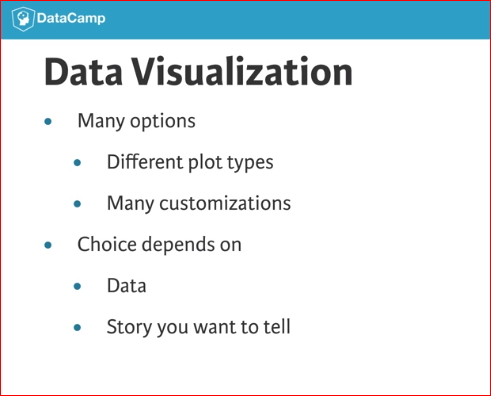 DataCamp
Data Visualization
• Many options
• Different plot types
• Many customizations
• Choice depends on
• Data
• Story you want to tell